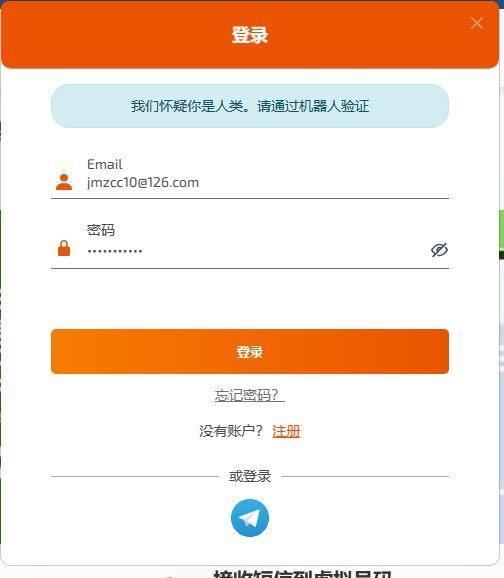 登录
我们怀疑你是人类。请通过机器人验证
Email
jmzcc10@126.com
密码
•••••••••••
登录
忘记密码？
没有账户？ 注册
或登录